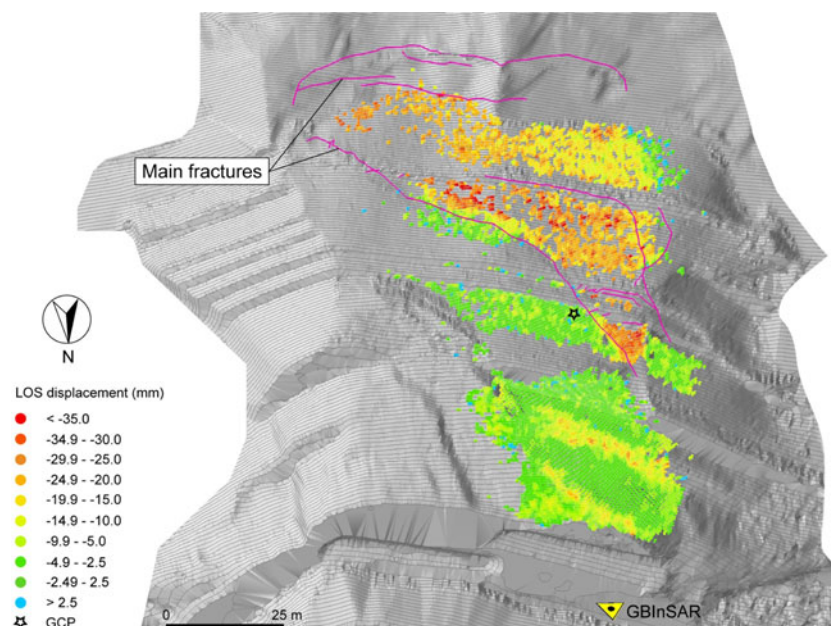 Main fractures
N
LOS displacement (mm)
< -35.0
-34.9 - -30.0
-29.9 - -25.0
-24.9 - -20.0
-19.9 - -15.0
-14.9 - -10.0
-9.9 - -5.0
-4.9 - -2.5
-2.49 - 2.5
> 2.5
GCP
0 25 m
GBInSAR